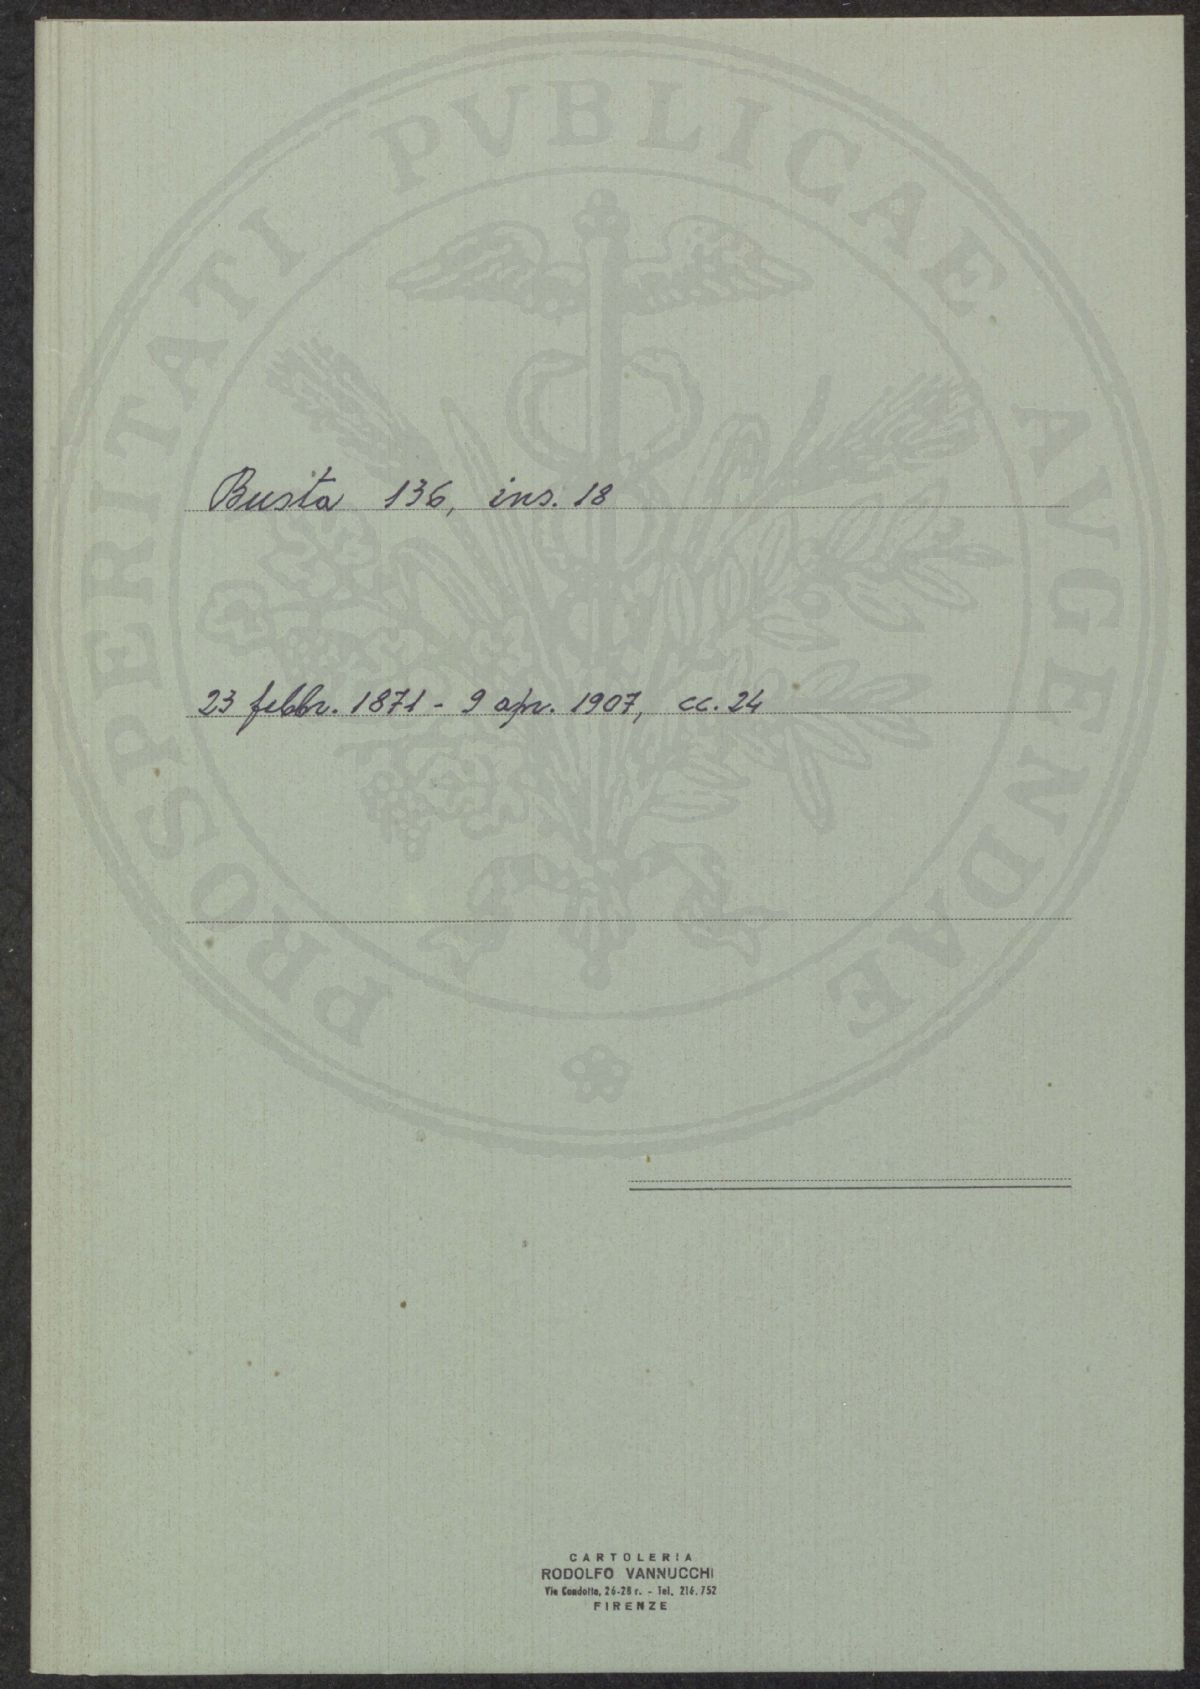 PROSPERITATI PVBLICAE AVGENDAE
Busta 136, ins. 18
23 febbr. 1871 - 9 apr. 1907, cc. 24
CARTOLERIA
RODOLFO VANNUCCHI
Via Condotta, 26-28 r. - Tel. 216.752
FIRENZE